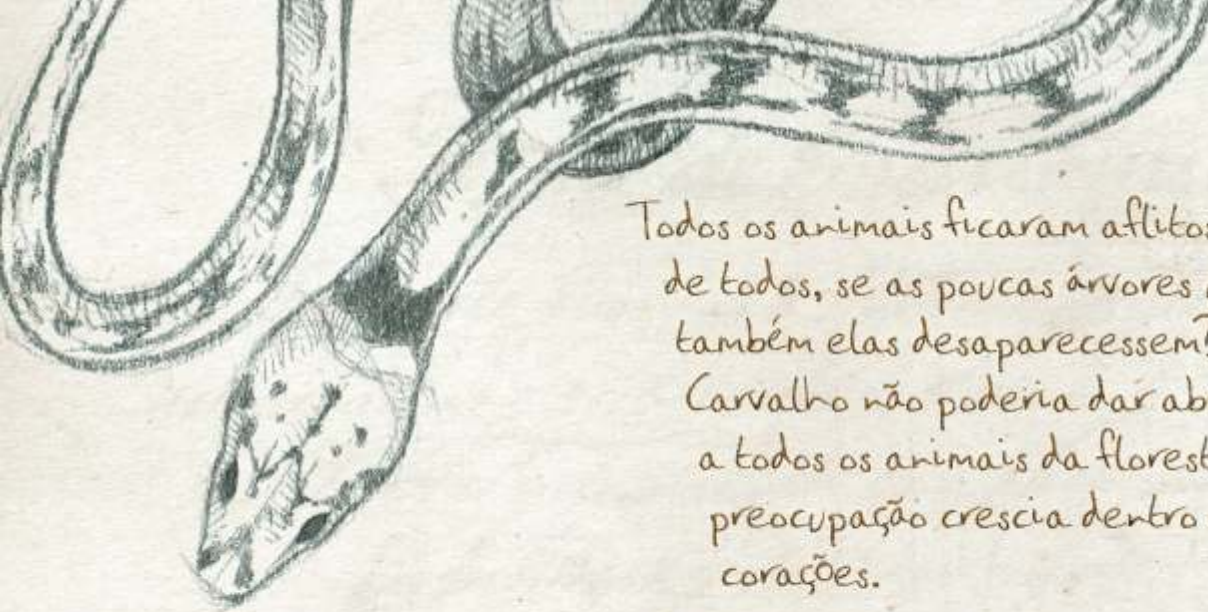 Todos os animais ficaram aflitos
de todos, se as poucas árvores
também elas desaparecessem?
Carvalho não poderia dar ab
a todos os animais da florest
preocupação crescia dentro
corações.